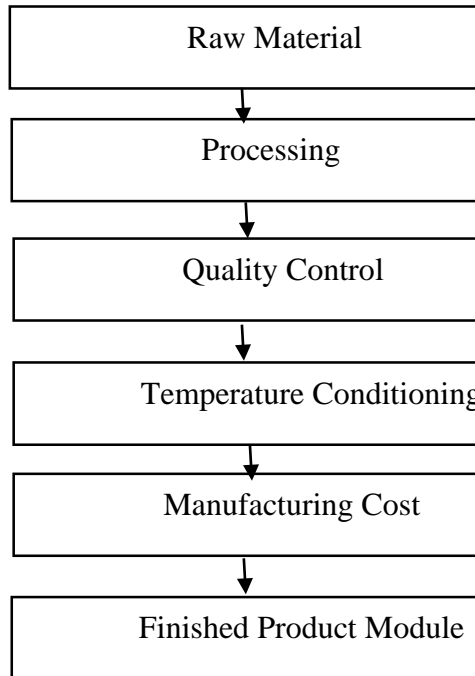 Raw Material
Processing
Quality Control
Temperature Conditioning
Manufacturing Cost
Finished Product Module